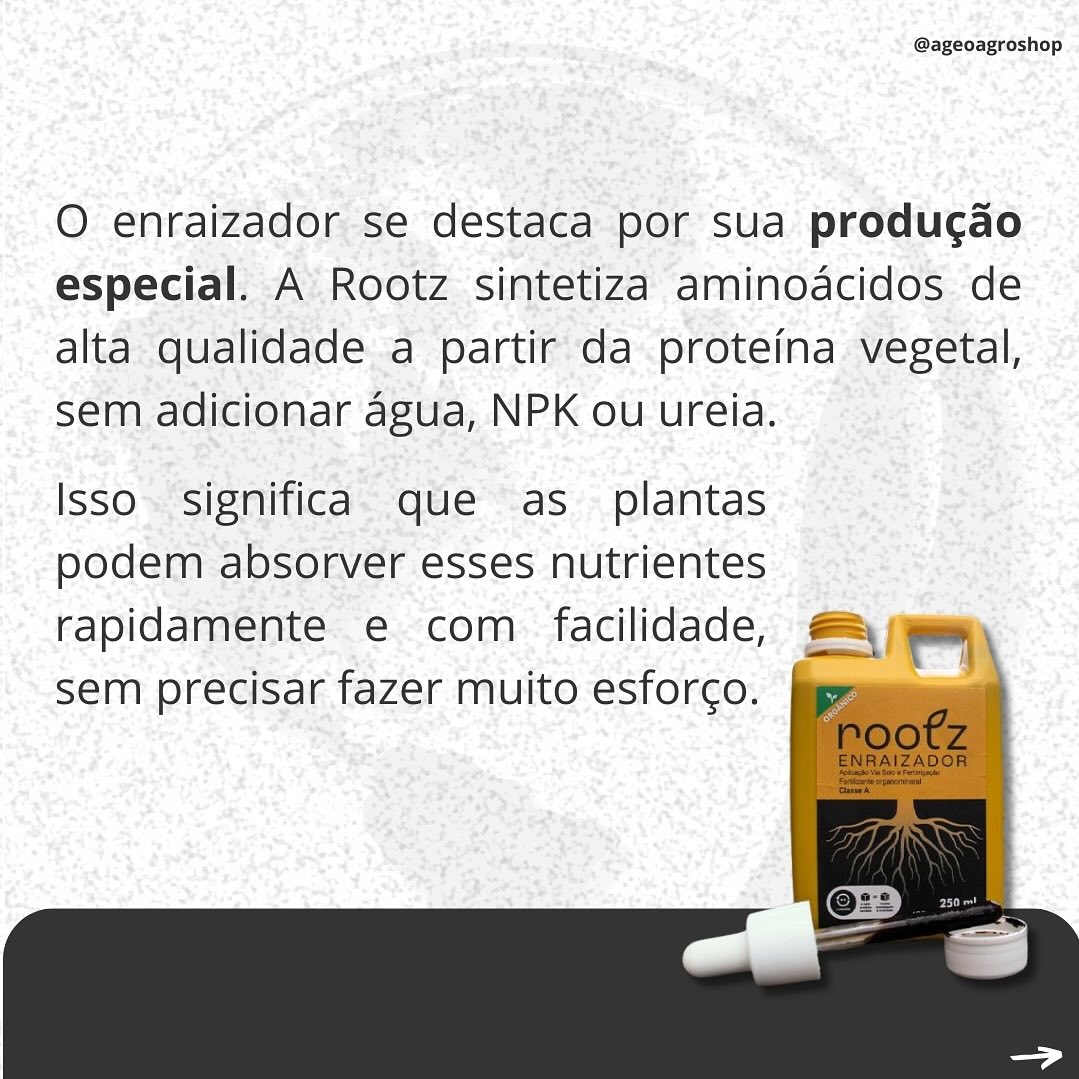 @ageoagroshop
O enraizador se destaca por sua produção
especial. A Rootz sintetiza aminoácidos de
alta qualidade a partir da proteína vegetal,
sem adicionar água, NPK ou ureia.
Isso significa que as plantas
podem absorver esses nutrientes
rapidamente e com facilidade,
sem precisar fazer muito esforço.
ORGÂNICO
rootz
ENRAIZADOR
Aplicação Via Solo e Fertirrigação
Fertilizante organomineral
Classe A
250 ml